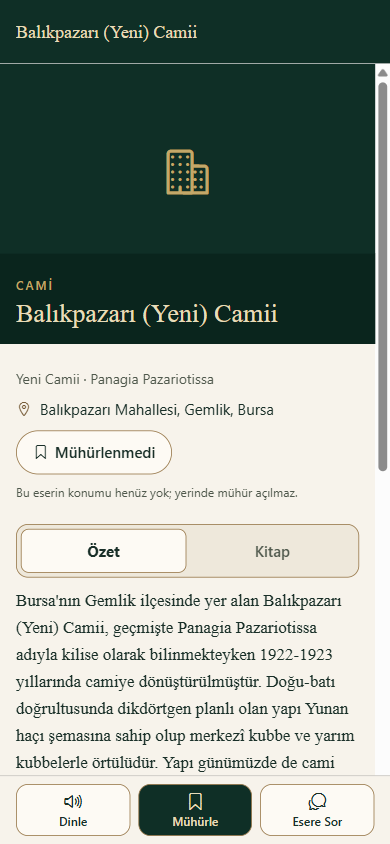 Balıkpazarı (Yeni) Camii
CAMİ
Balıkpazarı (Yeni) Camii
Yeni Camii · Panagia Pazariotissa
Balıkpazarı Mahallesi, Gemlik, Bursa
Mühürlenmedi
Bu eserin konumu henüz yok; yerinde mühür açılmaz.
Özet
Kitap
Bursa'nın Gemlik ilçesinde yer alan Balıkpazarı
(Yeni) Camii, geçmişte Panagia Pazariotissa
adıyla kilise olarak bilinmekteyken 1922-1923
yıllarında camiye dönüştürülmüştür. Doğu-batı
doğrultusunda dikdörtgen planlı olan yapı Yunan
haçı şemasına sahip olup merkezî kubbe ve yarım
kubbelerle örtülüdür. Yapı günümüzde de cami
Dinle
Mühürle
Esere Sor